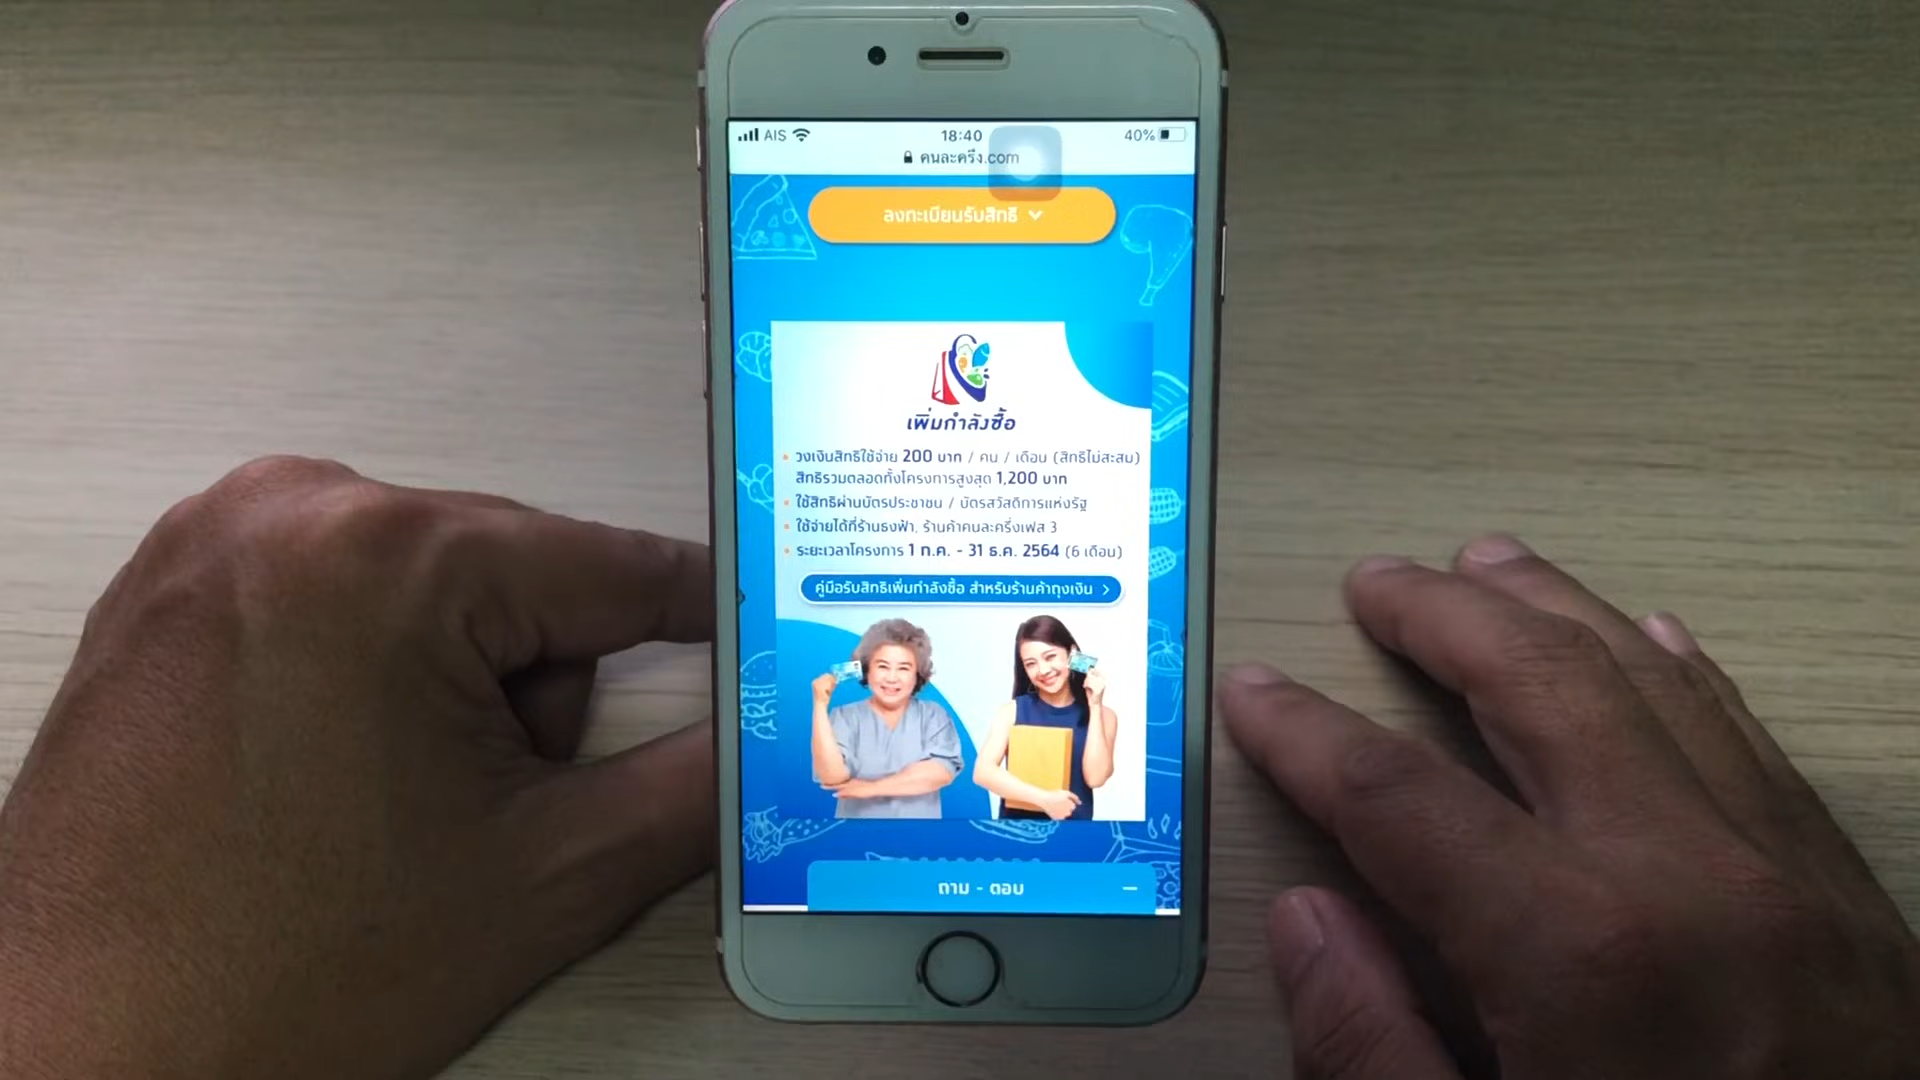 AIS 18:40 40%
คนละครึ่ง.com
ลงทะเบียนรับสิทธิ
เพิ่มกำลังซื้อ
วงเงินสิทธิใช้จ่าย 200 บาท / คน / เดือน (สิทธิไม่สะสม)
สิทธิรวมตลอดทั้งโครงการสูงสุด 1,200 บาท
ใช้สิทธิผ่านบัตรประชาชน / บัตรสวัสดิการแห่งรัฐ
ใช้จ่ายได้ที่ร้านธงฟ้า, ร้านค้าคนละครึ่งเฟส 3
ระยะเวลาโครงการ 1 ก.ค. - 31 ธ.ค. 2564 (6 เดือน)
คู่มือรับสิทธิเพิ่มกำลังซื้อ สำหรับร้านค้าถุงเงิน
ถาม - ตอบ